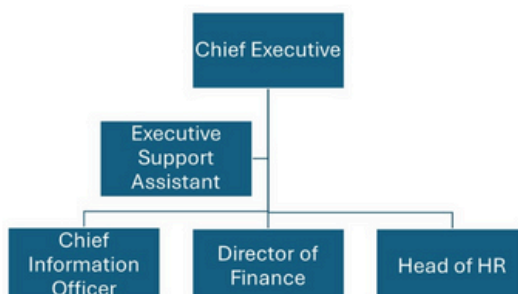 Chief Executive
Executive
Support
Assistant
Chief
Information
Officer
Director of
Finance
Head of HR